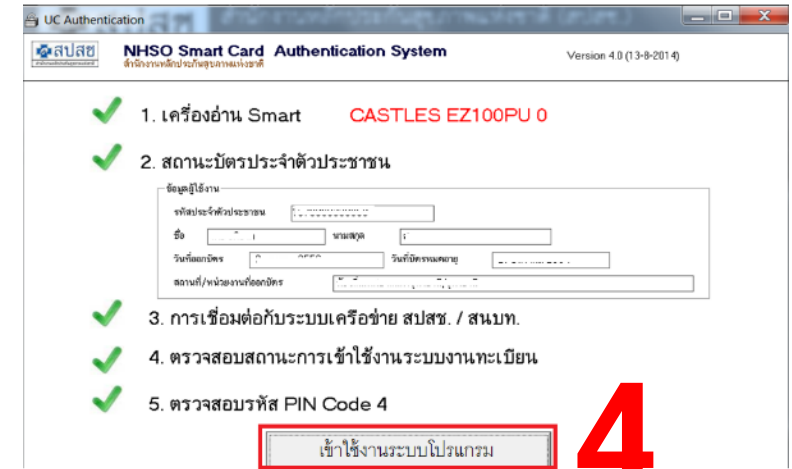 UC Authentication
สปสช NHSO Smart Card Authentication System Version 4.0 (13-8-2014)
สำนักงานหลักประกันสุขภาพแห่งชาติ
1. เครื่องอ่าน Smart CASTLES EZ100PU 0
2. สถานะบัตรประจำตัวประชาชน
ข้อมูลผู้ใช้งาน
รหัสประจำตัวประชาชน
ชื่อ นามสกุล
วันที่ออกบัตร วันที่บัตรหมดอายุ
สถานที่/หน่วยงานที่ออกบัตร
3. การเชื่อมต่อกับระบบเครือข่าย สปสช. / สนบท.
4. ตรวจสอบสถานะการเข้าใช้งานระบบงานทะเบียน
5. ตรวจสอบรหัส PIN Code 4
เข้าใช้งานระบบโปรแกรม
4